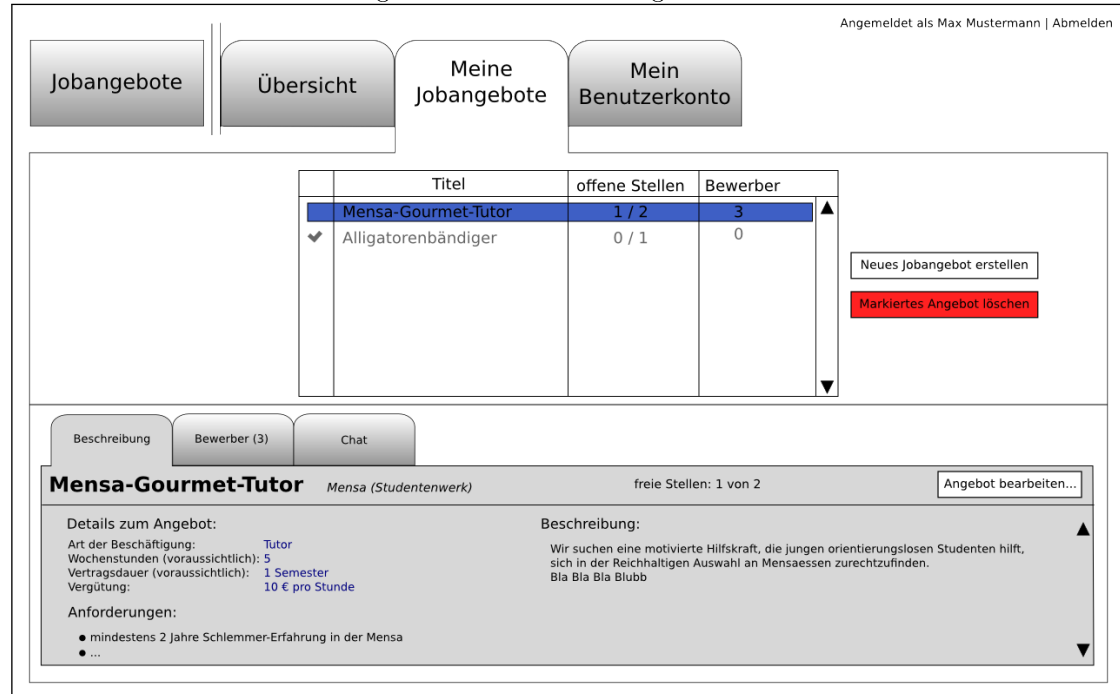 Angemeldet als Max Mustermann | Abmelden
Jobangebote
Übersicht
Meine
Jobangebote
Mein
Benutzerkonto
Titel offene Stellen Bewerber
Mensa-Gourmet-Tutor 1 / 2 3
Alligatorenbändiger 0 / 1 0
Neues Jobangebot erstellen
Markiertes Angebot löschen
Beschreibung Bewerber (3) Chat
Mensa-Gourmet-Tutor Mensa (Studentenwerk) freie Stellen: 1 von 2 Angebot bearbeiten...
Details zum Angebot:
Art der Beschäftigung: Tutor
Wochenstunden (voraussichtlich): 5
Vertragsdauer (voraussichtlich): 1 Semester
Vergütung: 10 € pro Stunde
Anforderungen:
● mindestens 2 Jahre Schlemmer-Erfahrung in der Mensa
● ...
Beschreibung:
Wir suchen eine motivierte Hilfskraft, die jungen orientierungslosen Studenten hilft,
sich in der Reichhaltigen Auswahl an Mensaessen zurechtzufinden.
Bla Bla Bla Blubb